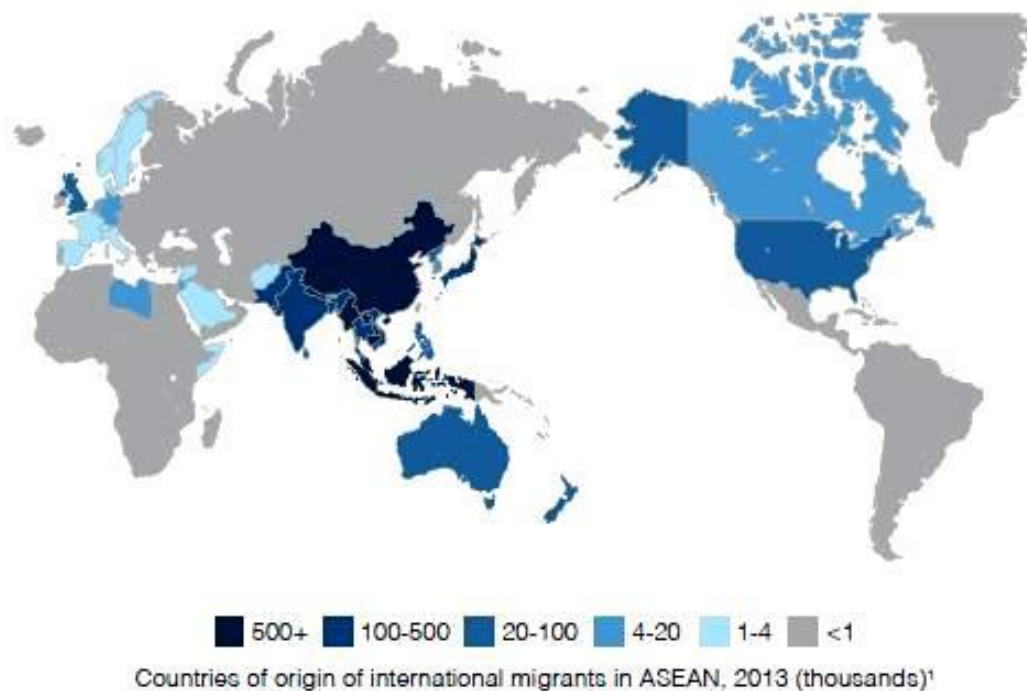 500+ 100-500 20-100 4-20 1-4 <1
Countries of origin of international migrants in ASEAN, 2013 (thousands)¹